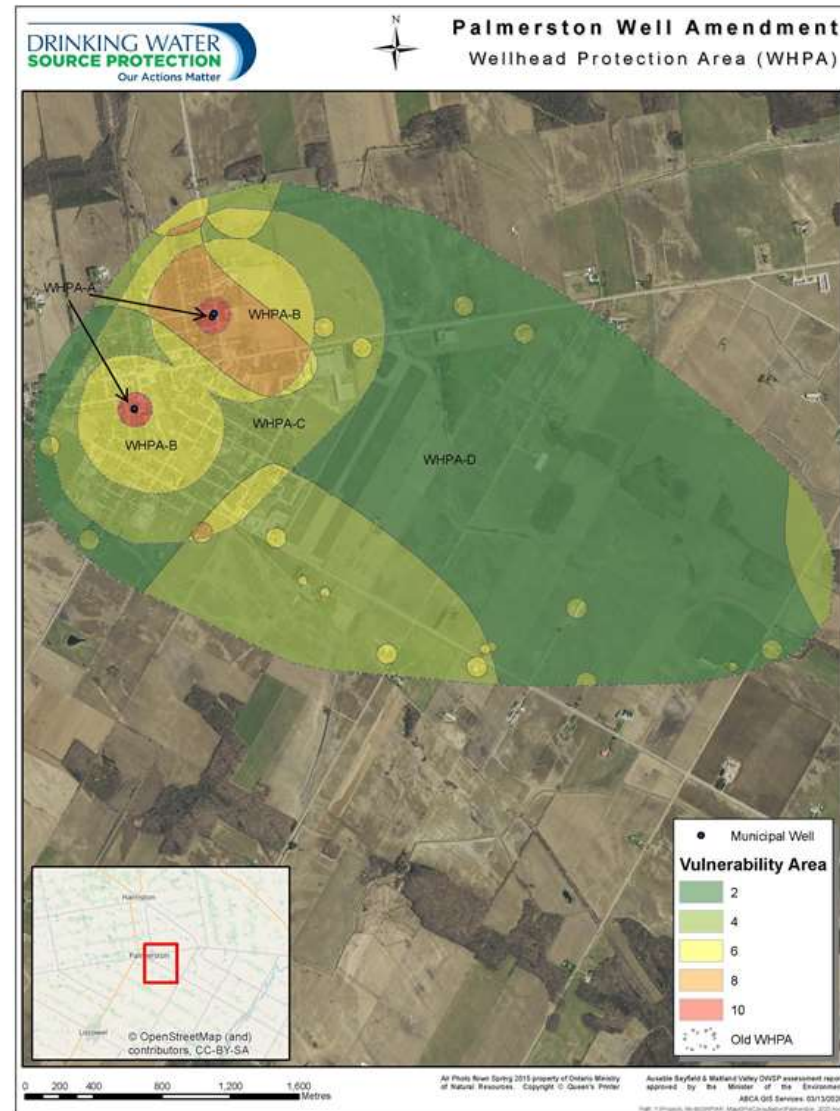 DRINKING WATER
SOURCE PROTECTION
Our Actions Matter
N
Palmerston Well Amendment
Wellhead Protection Area (WHPA)
WHPA-A
WHPA-B
WHPA-C
WHPA-B
WHPA-D
Municipal Well
Vulnerability Area
2
4
6
8
10
Old WHPA
Harriston
Palmerston
Listowel
© OpenStreetMap (and)
contributors, CC-BY-SA
0 200 400 800 1,200 1,600
Metres
Air Photo flown Spring 2015 property of Ontario Ministry
of Natural Resources. Copyright © Queen's Printer
Ausable Bayfield & Maitland Valley DWSP assessment repor
approved by the Minister of the Environmen
ABCA GIS Services